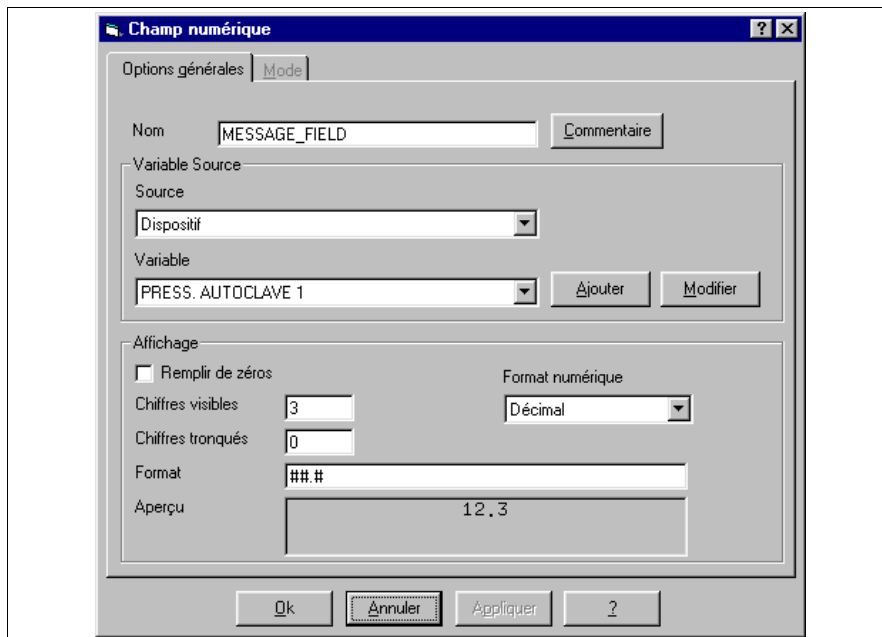 Champ numérique
Options générales Mode
Nom MESSAGE_FIELD Commentaire
Variable Source
Source
Dispositif
Variable
PRESS. AUTOCLAVE 1 Ajouter Modifier
Affichage
Remplir de zéros Format numérique
Chiffres visibles 3 Décimal
Chiffres tronqués 0
Format ##.#
Aperçu 12.3
Ok Annuler Appliquer ?